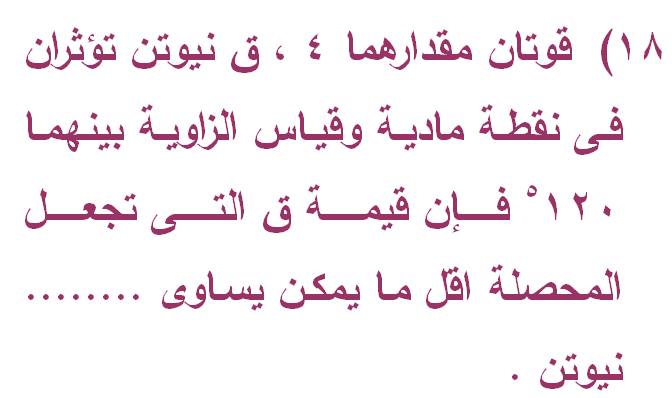 ١٨) قوتان مقدارهما ٤ ، ق نيوتن تؤثران
فى نقطة مادية وقياس الزاوية بينهما
١٢٠° فإن قيمة ق التى تجعل
المحصلة اقل ما يمكن يساوى ........
نيوتن .